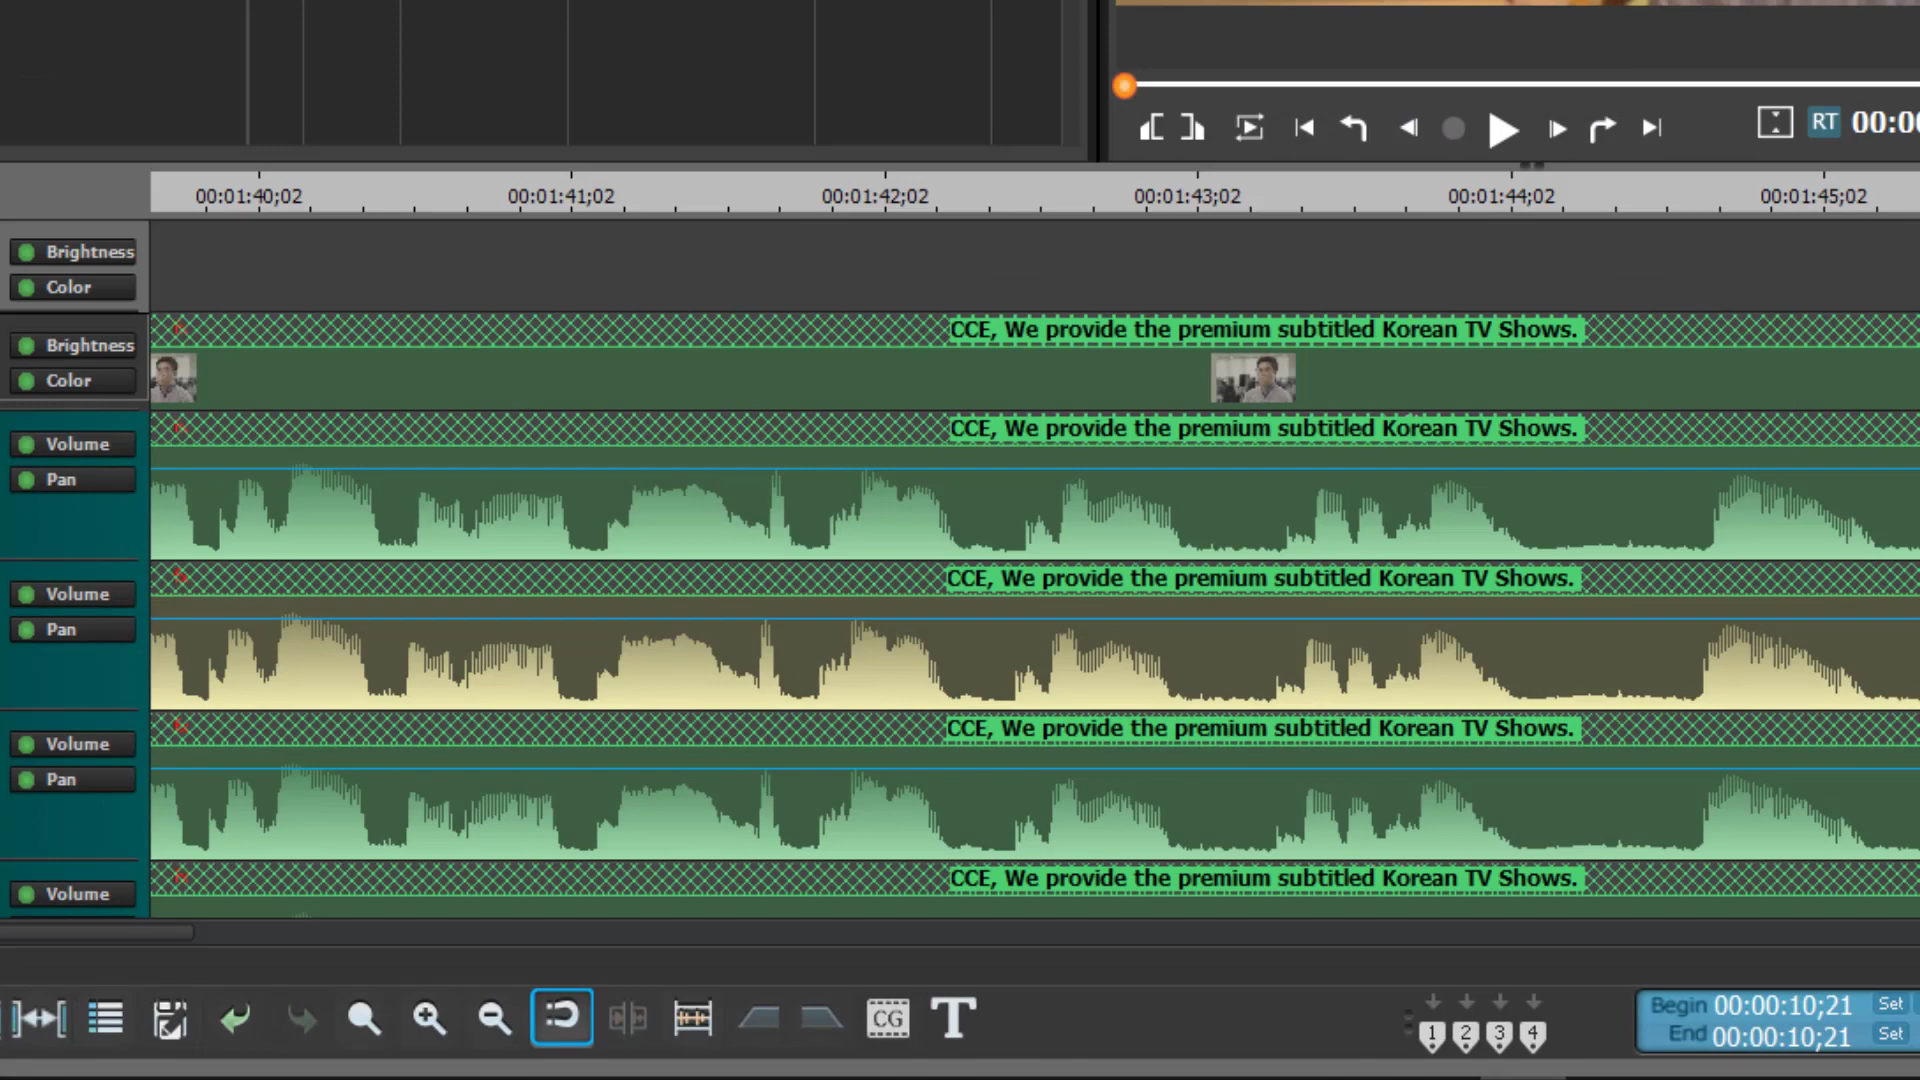 RT 00:00
00:01:40;02 00:01:41;02 00:01:42;02 00:01:43;02 00:01:44;02 00:01:45;02
Brightness
Color
CCE, We provide the premium subtitled Korean TV Shows.
Brightness
Color
CCE, We provide the premium subtitled Korean TV Shows.
Volume
Pan
CCE, We provide the premium subtitled Korean TV Shows.
Volume
Pan
CCE, We provide the premium subtitled Korean TV Shows.
Volume
Pan
CCE, We provide the premium subtitled Korean TV Shows.
Volume
CG T
1 2 3 4
Begin 00:00:10;21 Set
End 00:00:10;21 Set